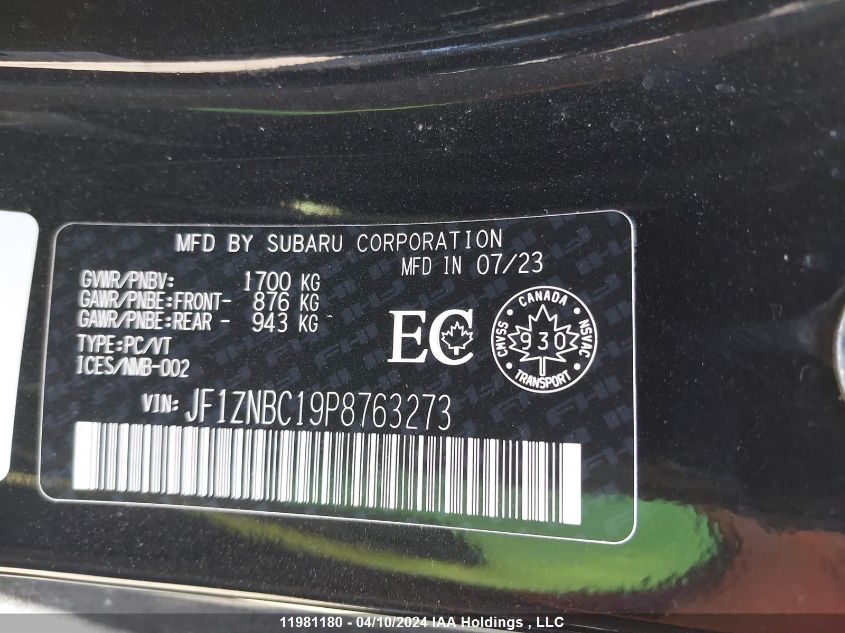 MFD BY SUBARU CORPORATION
MFD IN 07/23
GVWR/PNBV: 1700 KG
GAWR/PNBE:FRONT- 876 KG
GAWR/PNBE:REAR - 943 KG
TYPE:PC/VT
ICES/NMB-002
EC
CANADA
CMVSS
930
NSVAC
TRANSPORT
VIN: JF1ZNBC19P8763273
11981180 - 04/10/2024 IAA Holdings , LLC